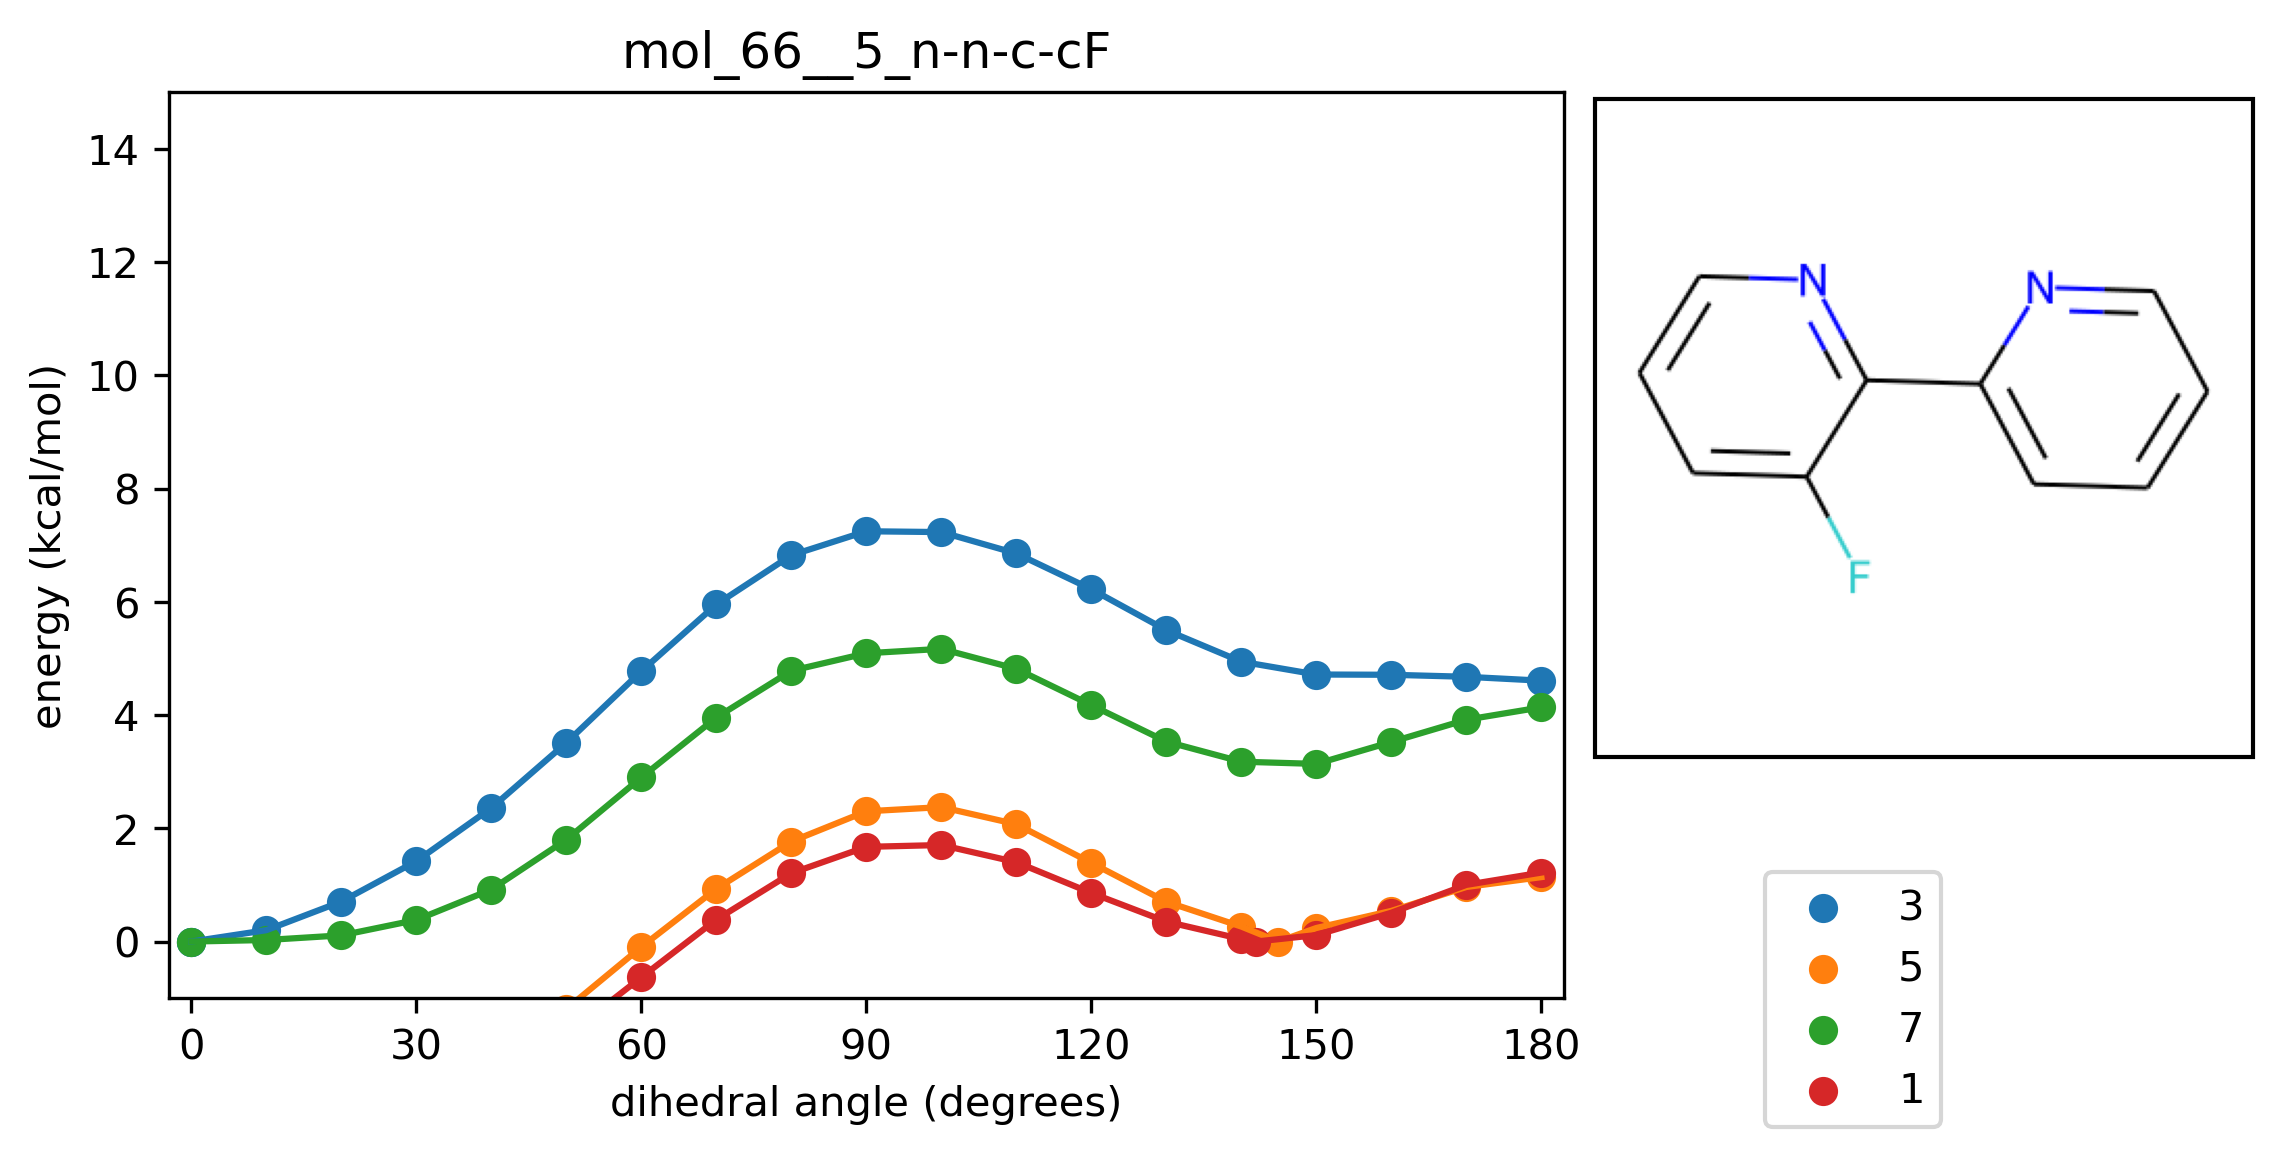 mol_66__5_n-n-c-cF
energy (kcal/mol)
14
12
10
8
6
4
2
0
0 30 60 90 120 150 180
dihedral angle (degrees)
N N
F
3
5
7
1